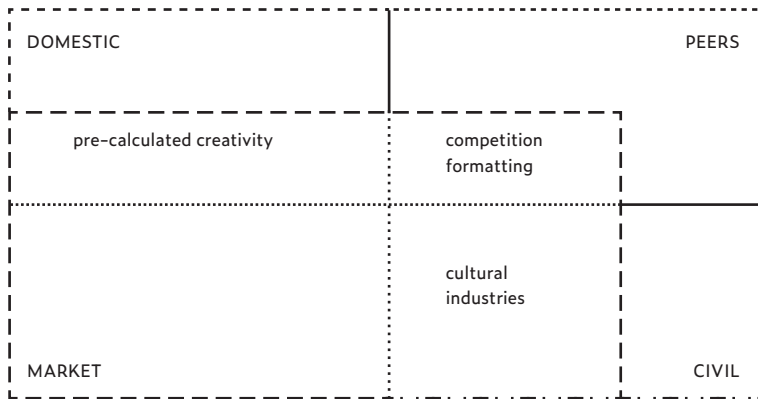 DOMESTIC
PEERS
pre-calculated creativity
competition
formatting
cultural
industries
MARKET
CIVIL